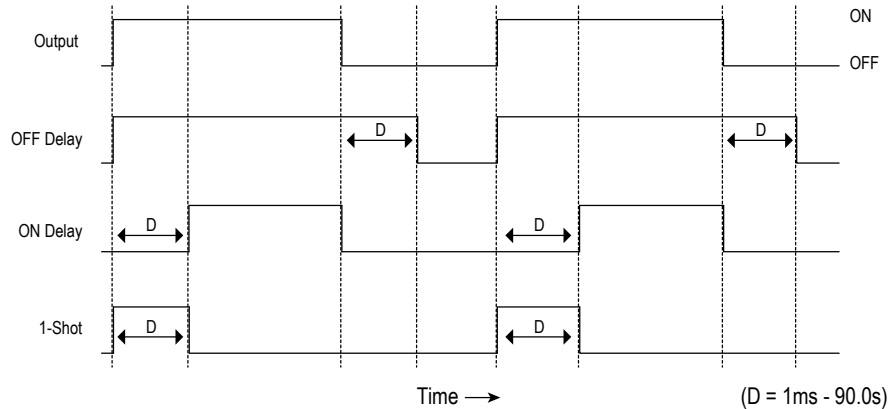 Output
ON
OFF
OFF Delay
D
D
ON Delay
D
D
1-Shot
D
D
Time
(D = 1ms - 90.0s)